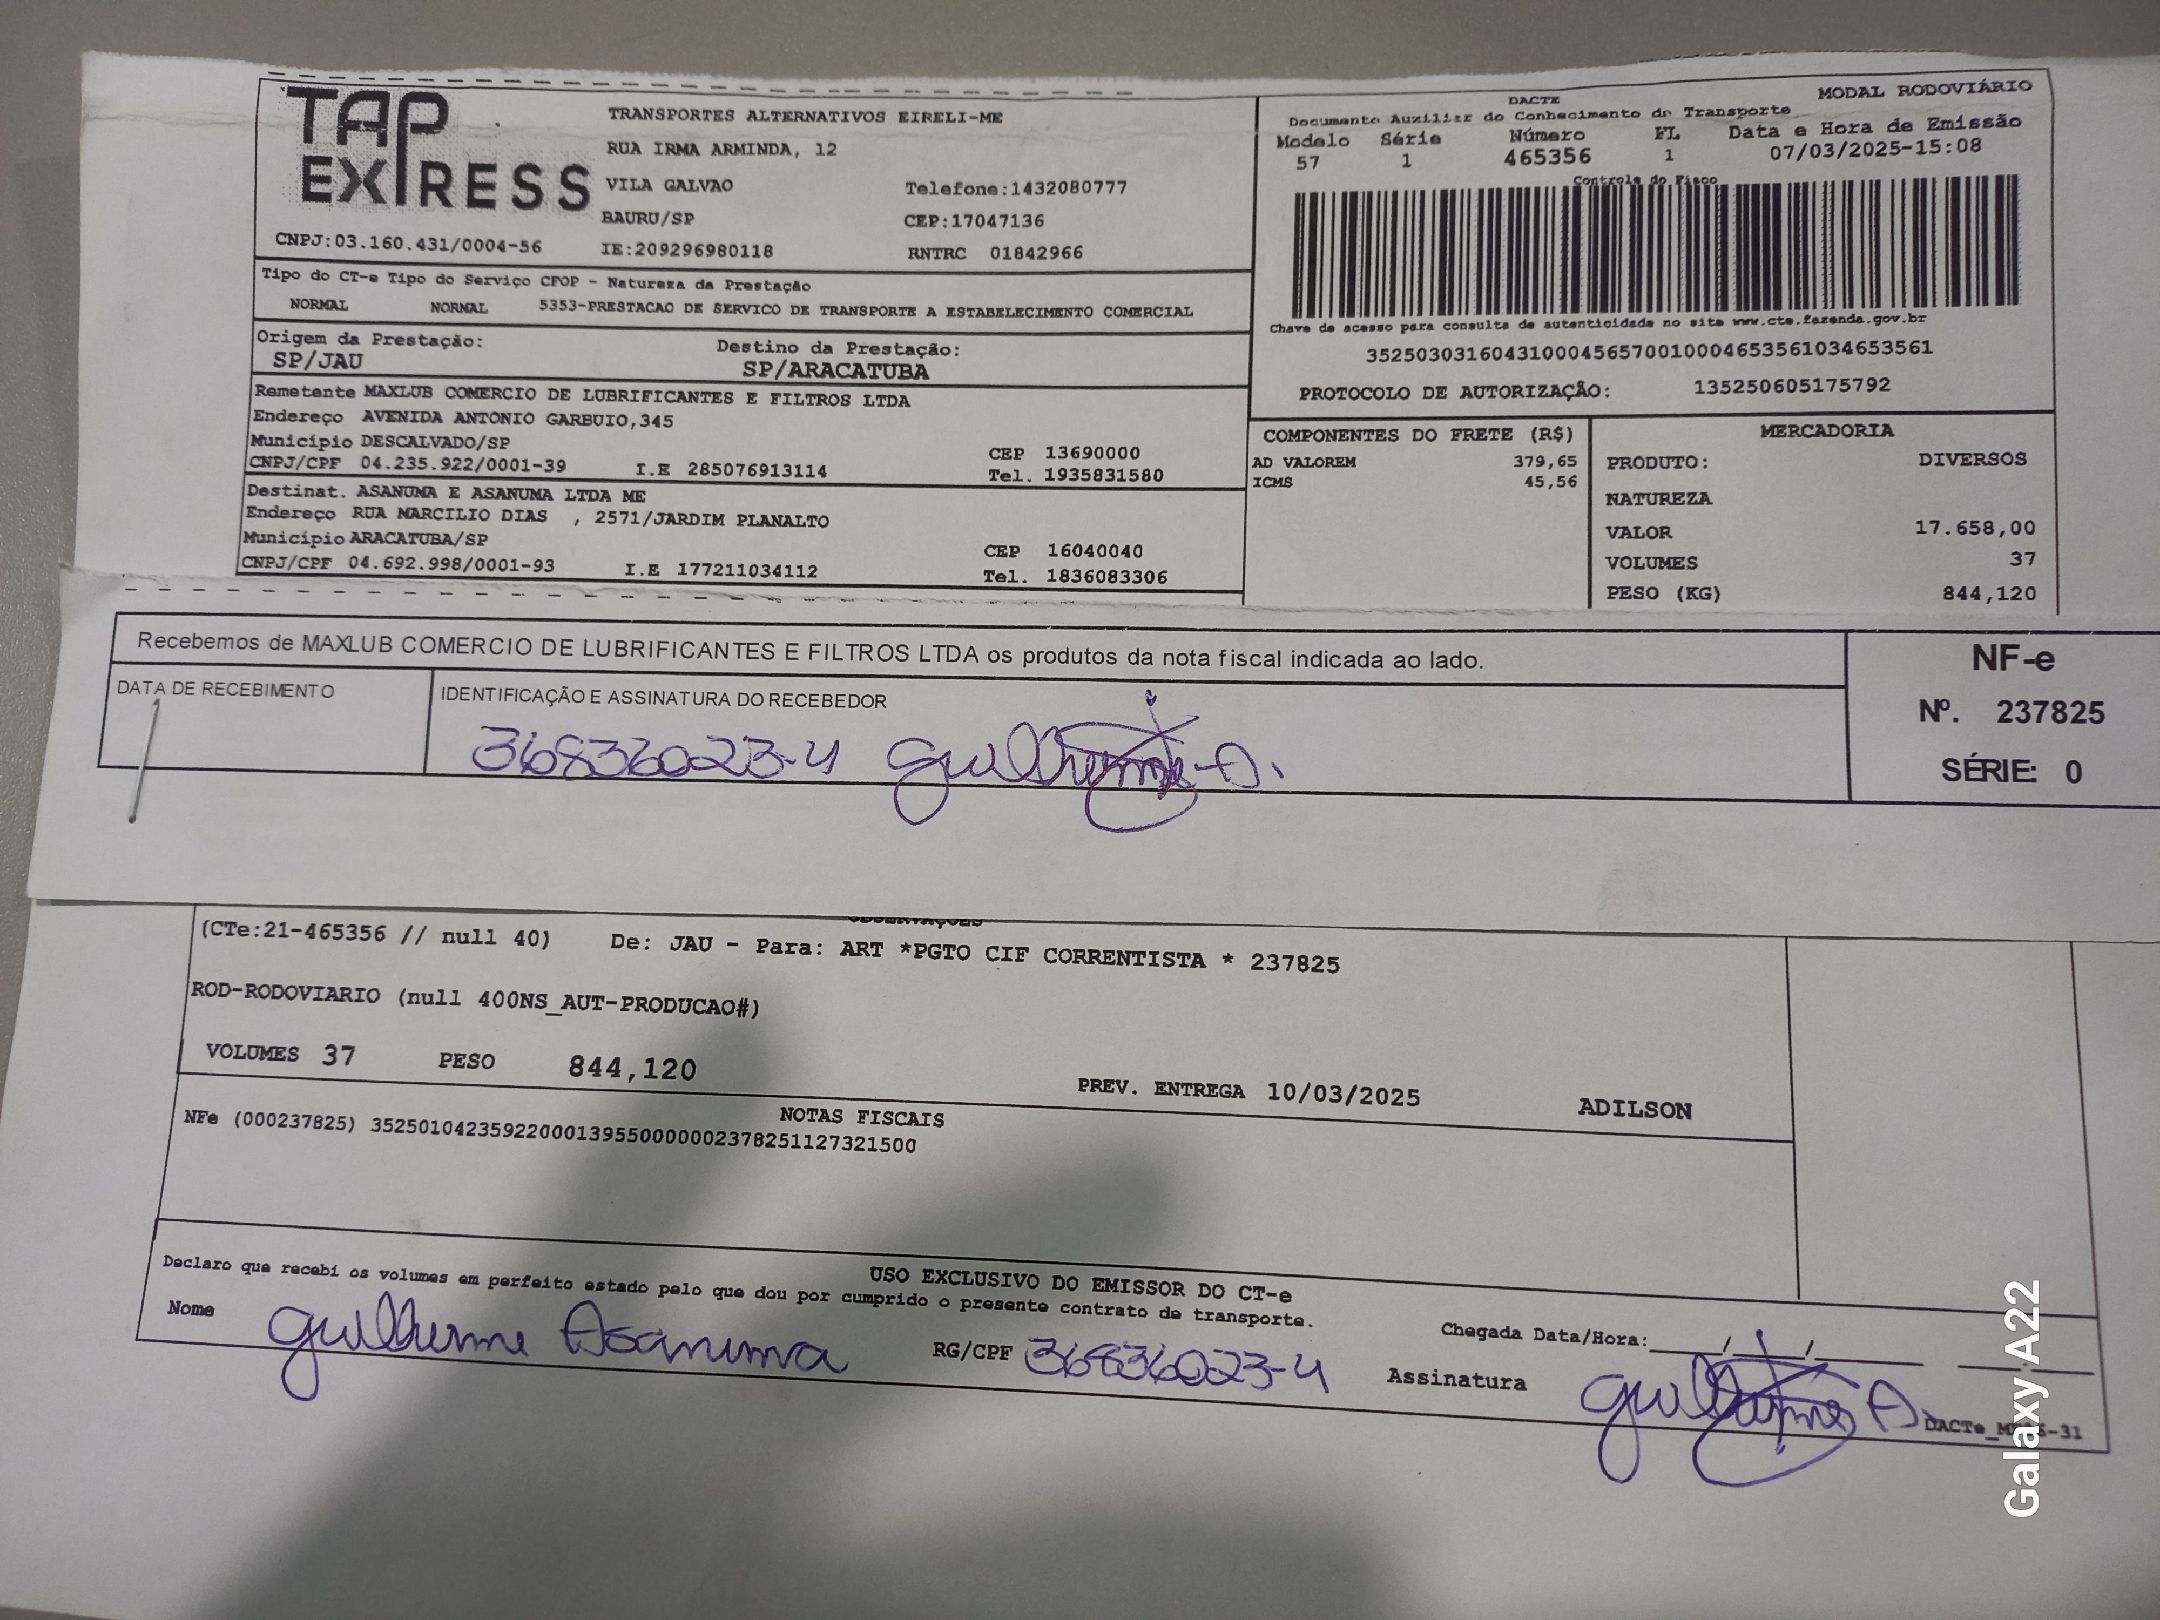 TAP EXPRESS
TRANSPORTES ALTERNATIVOS EIRELI-ME
RUA IRMA ARMINDA, 12
VILA GALVAO Telefone:1432080777
BAURU/SP CEP:17047136
CNPJ:03.160.431/0004-56 IE:209296980118 RNTRC 01842966
MODAL RODOVIÁRIO
DACTE
Documento Auxiliar do Conhecimento de Transporte
Modelo Série Número FL Data e Hora de Emissão
57 1 465356 1 07/03/2025-15:08
Controle do Fisco
Chave de acesso para consulta de autenticidade no site www.cte.fazenda.gov.br
35250303160431000456570010004653561034653561
PROTOCOLO DE AUTORIZAÇÃO: 135250605175792
Tipo do CT-e Tipo do Serviço CFOP - Natureza da Prestação
NORMAL NORMAL 5353-PRESTACAO DE SERVICO DE TRANSPORTE A ESTABELECIMENTO COMERCIAL
Origem da Prestação: Destino da Prestação:
SP/JAU SP/ARACATUBA
Remetente MAXLUB COMERCIO DE LUBRIFICANTES E FILTROS LTDA
Endereço AVENIDA ANTONIO GARBUIO,345
Município DESCALVADO/SP CEP 13690000
CNPJ/CPF 04.235.922/0001-39 I.E 285076913114 Tel. 1935831580
Destinat. ASANUMA E ASANUMA LTDA ME
Endereço RUA MARCILIO DIAS , 2571/JARDIM PLANALTO
Município ARACATUBA/SP CEP 16040040
CNPJ/CPF 04.692.998/0001-93 I.E 177211034112 Tel. 1836083306
COMPONENTES DO FRETE (R$)
AD VALOREM 379,65
ICMS 45,56
MERCADORIA
PRODUTO: DIVERSOS
NATUREZA
VALOR 17.658,00
VOLUMES 37
PESO (KG) 844,120
Recebemos de MAXLUB COMERCIO DE LUBRIFICANTES E FILTROS LTDA os produtos da nota fiscal indicada ao lado.
DATA DE RECEBIMENTO IDENTIFICAÇÃO E ASSINATURA DO RECEBEDOR
36836023-4 Guilherme A.
NF-e
Nº. 237825
SÉRIE: 0
OBSERVAÇÕES
(CTe:21-465356 // null 40) De: JAU - Para: ART *PGTO CIF CORRENTISTA * 237825
ROD-RODOVIARIO (null 400NS_AUT-PRODUCAO#)
VOLUMES 37 PESO 844,120 PREV. ENTREGA 10/03/2025 ADILSON
NOTAS FISCAIS
NFe (000237825) 35250104235922000139550000002378251127321500
USO EXCLUSIVO DO EMISSOR DO CT-e
Declaro que recebi os volumes em perfeito estado pelo que dou por cumprido o presente contrato de transporte.
Nome Guilherme Asanuma RG/CPF 36836023-4 Chegada Data/Hora:____/____/____
Assinatura Guilherme A.
Galaxy A22